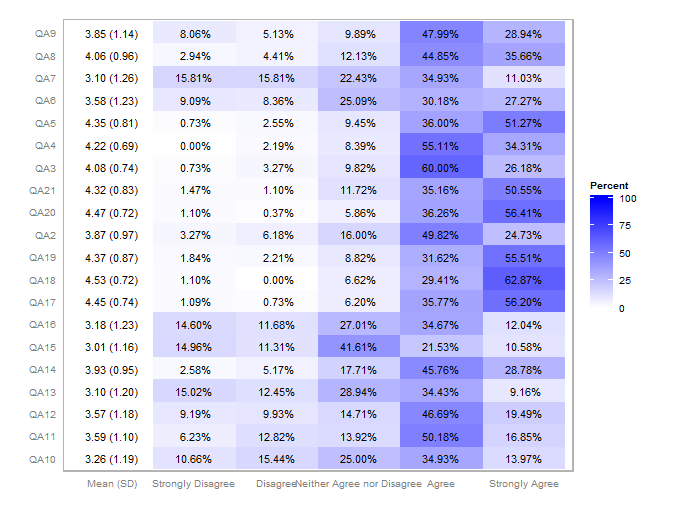 QA9 3.85 (1.14) 8.06% 5.13% 9.89% 47.99% 28.94%
QA8 4.06 (0.96) 2.94% 4.41% 12.13% 44.85% 35.66%
QA7 3.10 (1.26) 15.81% 15.81% 22.43% 34.93% 11.03%
QA6 3.58 (1.23) 9.09% 8.36% 25.09% 30.18% 27.27%
QA5 4.35 (0.81) 0.73% 2.55% 9.45% 36.00% 51.27%
QA4 4.22 (0.69) 0.00% 2.19% 8.39% 55.11% 34.31%
QA3 4.08 (0.74) 0.73% 3.27% 9.82% 60.00% 26.18%
QA21 4.32 (0.83) 1.47% 1.10% 11.72% 35.16% 50.55%
QA20 4.47 (0.72) 1.10% 0.37% 5.86% 36.26% 56.41%
QA2 3.87 (0.97) 3.27% 6.18% 16.00% 49.82% 24.73%
QA19 4.37 (0.87) 1.84% 2.21% 8.82% 31.62% 55.51%
QA18 4.53 (0.72) 1.10% 0.00% 6.62% 29.41% 62.87%
QA17 4.45 (0.74) 1.09% 0.73% 6.20% 35.77% 56.20%
QA16 3.18 (1.23) 14.60% 11.68% 27.01% 34.67% 12.04%
QA15 3.01 (1.16) 14.96% 11.31% 41.61% 21.53% 10.58%
QA14 3.93 (0.95) 2.58% 5.17% 17.71% 45.76% 28.78%
QA13 3.10 (1.20) 15.02% 12.45% 28.94% 34.43% 9.16%
QA12 3.57 (1.18) 9.19% 9.93% 14.71% 46.69% 19.49%
QA11 3.59 (1.10) 6.23% 12.82% 13.92% 50.18% 16.85%
QA10 3.26 (1.19) 10.66% 15.44% 25.00% 34.93% 13.97%
Mean (SD) Strongly Disagree Disagree Neither Agree nor Disagree Agree Strongly Agree
Percent
100
75
50
25
0